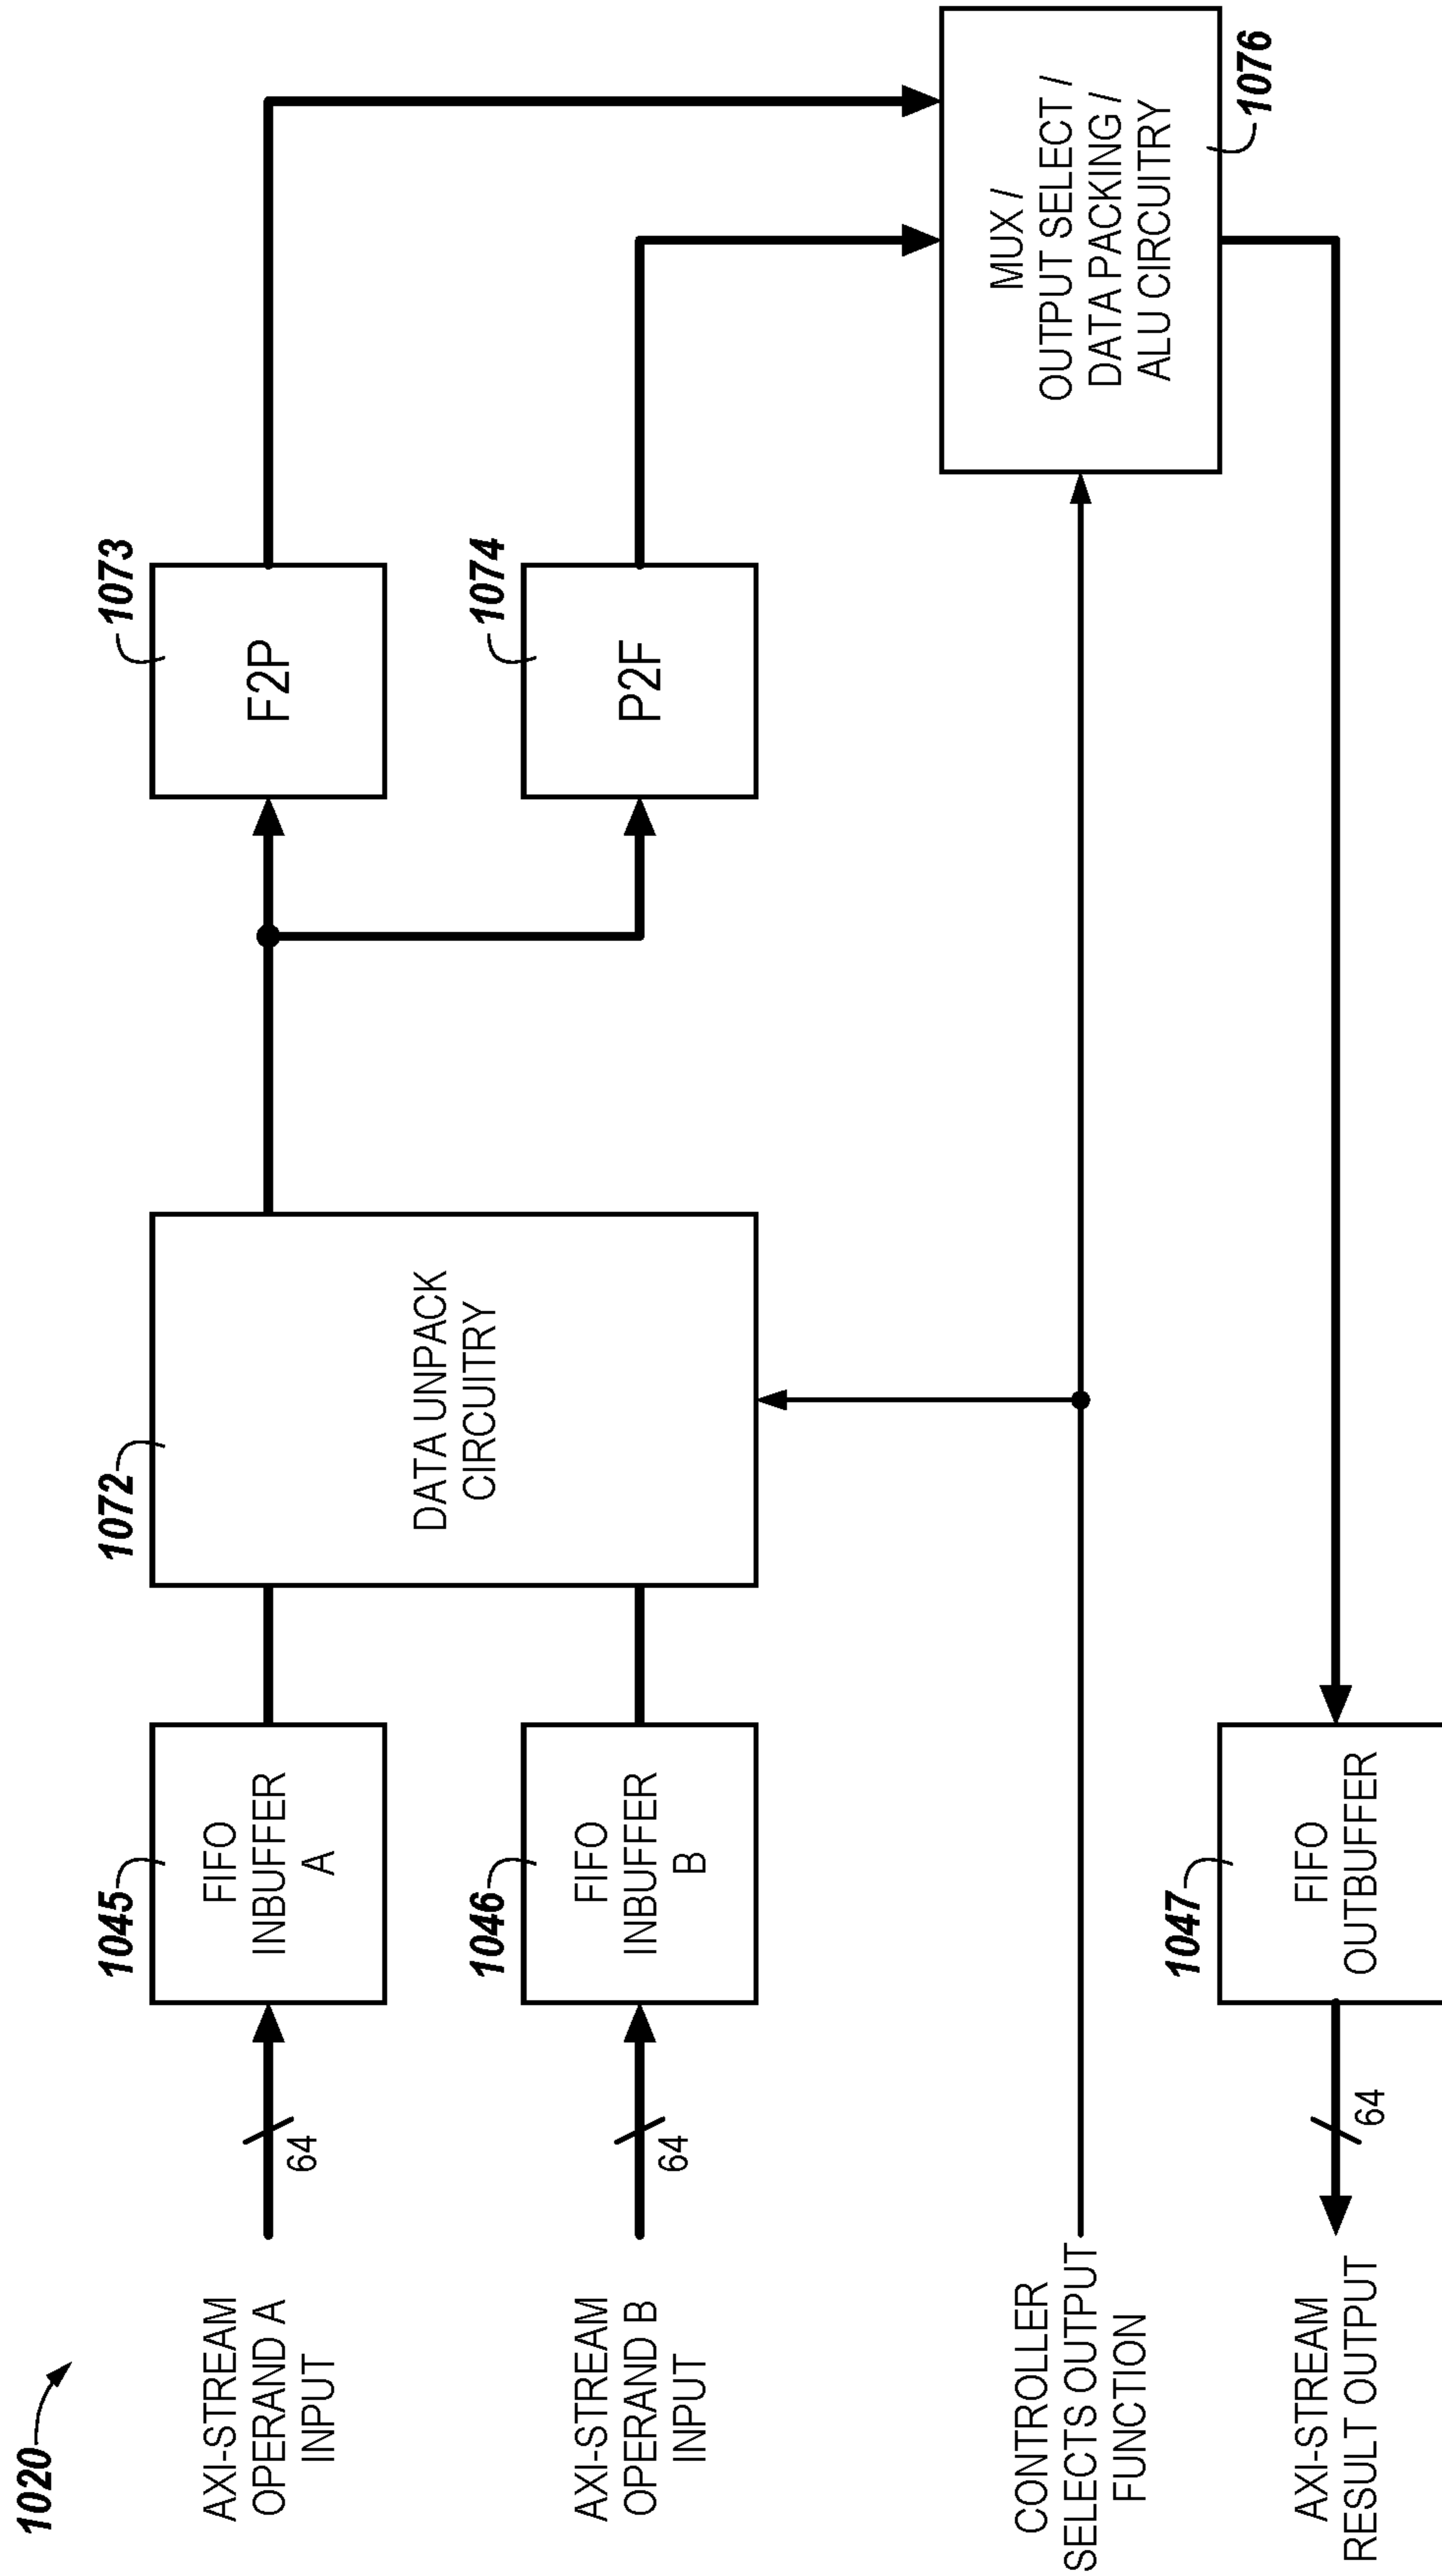 1020
AXI-STREAM
OPERAND A
INPUT
64
1045
FIFO
INBUFFER
A
1072
DATA UNPACK
CIRCUITRY
1073
F2P
AXI-STREAM
OPERAND B
INPUT
64
1046
FIFO
INBUFFER
B
1074
P2F
CONTROLLER
SELECTS OUTPUT
FUNCTION
MUX /
OUTPUT SELECT /
DATA PACKING /
ALU CIRCUITRY
1076
AXI-STREAM
RESULT OUTPUT
64
1047
FIFO
OUTBUFFER